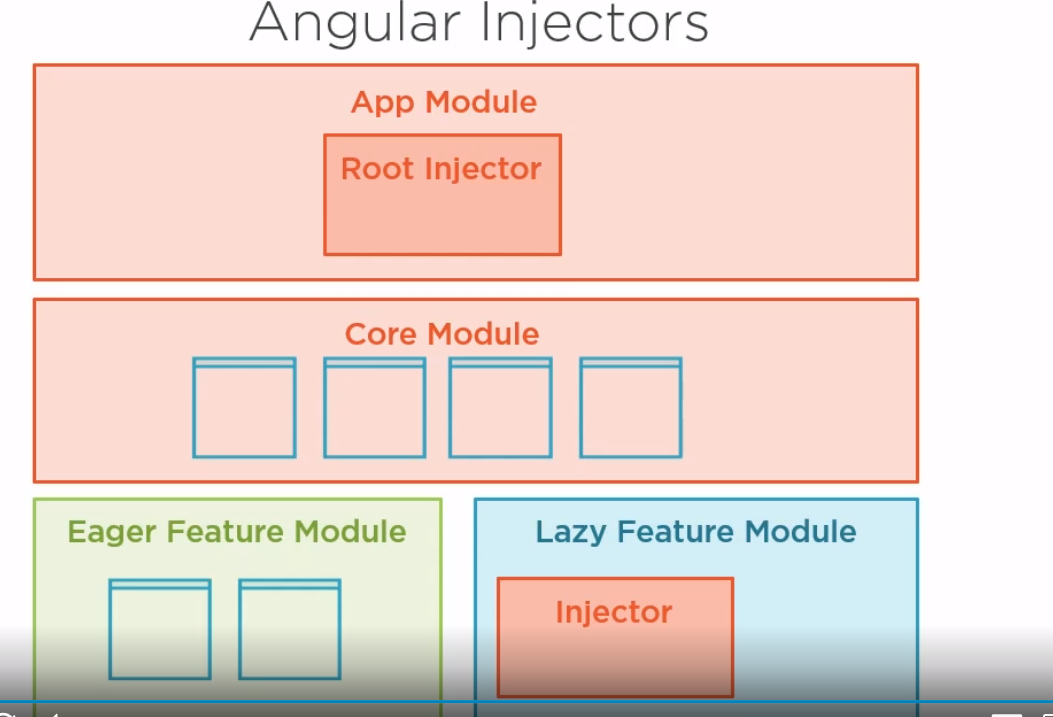 Angular Injectors
App Module
Root Injector
Core Module
Eager Feature Module
Lazy Feature Module
Injector